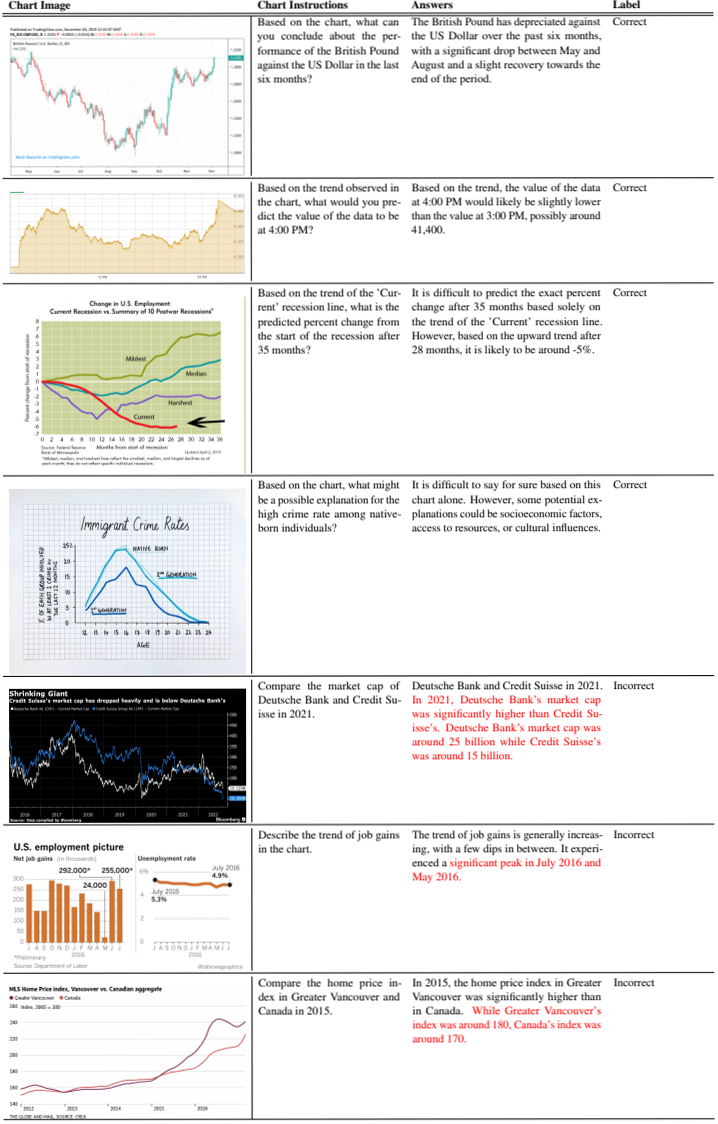 Chart Image Chart Instructions Answers Label
Published on TradingView.com, December 04, 2019
British Pound / U.S. Dollar
More features on tradingview.com
May Jun Jul Aug Sep Oct Nov Dec
Based on the chart, what can
you conclude about the per-
formance of the British Pound
against the US Dollar in the last
six months?
The British Pound has depreciated against
the US Dollar over the past six months,
with a significant drop between May and
August and a slight recovery towards the
end of the period.
Correct
12 PM
Based on the trend observed in
the chart, what would you pre-
dict the value of the data to be
at 4:00 PM?
Based on the trend, the value of the data
at 4:00 PM would likely be slightly lower
than the value at 3:00 PM, possibly around
41,400.
Correct
Change in U.S. Employment:
Current Recession vs. Summary of 10 Postwar Recessions*
Percent change from start of recession
8
7
6
5
4
3
2
1
0
-1
-2
-3
-4
-5
-6
-7
Mildest
Median
Harshest
Current
0 2 4 6 8 10 12 14 16 18 20 22 24 26 28 30 32 34 36
Months from start of recession
Source: Federal Reserve
Bank of Minneapolis
Updated April 2, 2010
*Mildest, median, and harshest lines reflect the smallest, median, and largest declines as of
each month; they do not reflect specific individual recessions.
Based on the trend of the 'Cur-
rent' recession line, what is the
predicted percent change from
the start of the recession after
35 months?
It is difficult to predict the exact percent
change after 35 months based solely on
the trend of the 'Current' recession line.
However, based on the upward trend after
28 months, it is likely to be around -5%.
Correct
Immigrant Crime Rates
% OF EACH GROUP INVOLVED
IN AT LEAST 1 CRIME IN
THE LAST 12 MONTHS
25%
20
15
10
5
0
NATIVE BORN
2ND GENERATION
1ST GENERATION
12 13 14 15 16 17 18 19 20 21 22 23 24
AGE
Based on the chart, what might
be a possible explanation for the
high crime rate among native-
born individuals?
It is difficult to say for sure based on this
chart alone. However, some potential ex-
planations could be socioeconomic factors,
access to resources, or cultural influences.
Correct
Shrinking Giant
Credit Suisse's market cap has dropped heavily and is below Deutsche Bank's
Deutsche Bank AG (CHF) - Current Market Cap Credit Suisse Group AG (CHF) - Current Market Cap
2016 2017 2018 2019 2020 2021 2022
Source: Data compiled by Bloomberg
Bloomberg
Compare the market cap of
Deutsche Bank and Credit Su-
isse in 2021.
Deutsche Bank and Credit Suisse in 2021.
In 2021, Deutsche Bank's market cap
was significantly higher than Credit Su-
isse's. Deutsche Bank's market cap was
around 25 billion while Credit Suisse's
was around 15 billion.
Incorrect
U.S. employment picture
Net job gains (in thousands)
292,000* 255,000*
24,000
300
250
200
150
100
50
0
J A S O N D J F M A M J J
2016
*Preliminary
Source: Department of Labor
Unemployment rate
6%
4
2
0
July 2015
5.3%
July 2016
4.9%
J A S O N D J F M A M J J
2016
Describe the trend of job gains
in the chart.
The trend of job gains is generally increas-
ing, with a few dips in between. It experi-
enced a significant peak in July 2016 and
May 2016.
Incorrect
MLS Home Price Index, Vancouver vs. Canadian aggregate
Greater Vancouver Canada
260 Index, 2005 = 100
240
220
200
180
160
140
2012 2013 2014 2015 2016
THE GLOBE AND MAIL, SOURCE: CREA
Compare the home price in-
dex in Greater Vancouver and
Canada in 2015.
In 2015, the home price index in Greater
Vancouver was significantly higher than
in Canada. While Greater Vancouver's
index was around 180, Canada's index was
around 170.
Incorrect